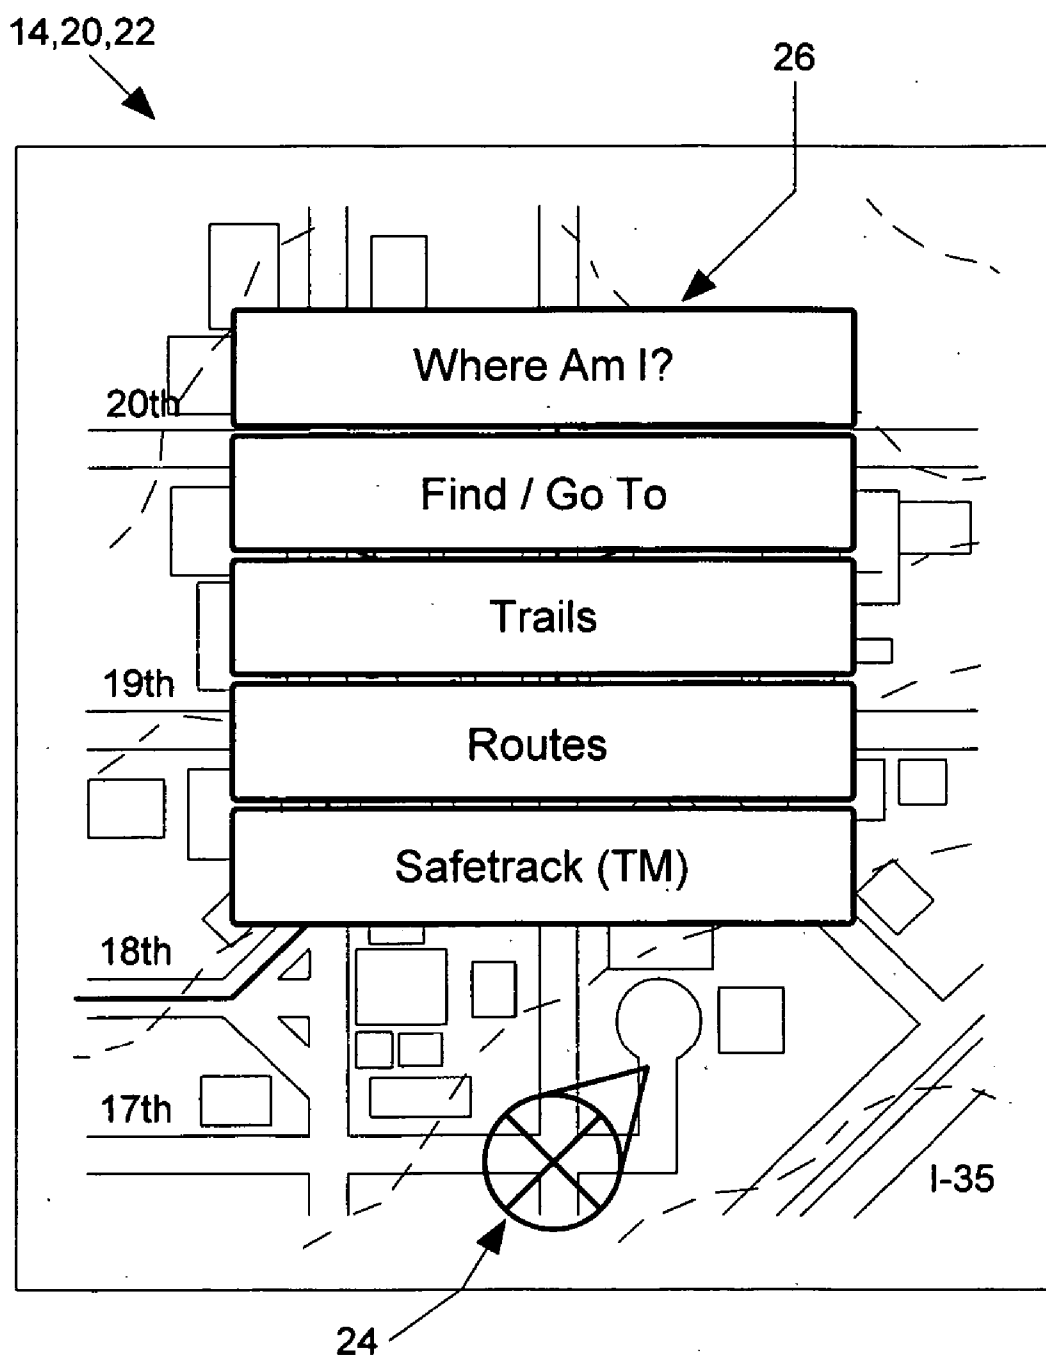 14,20,22
26
Where Am I?
20th
Find / Go To
Trails
19th
Routes
Safetrack (TM)
18th
17th
I-35
24